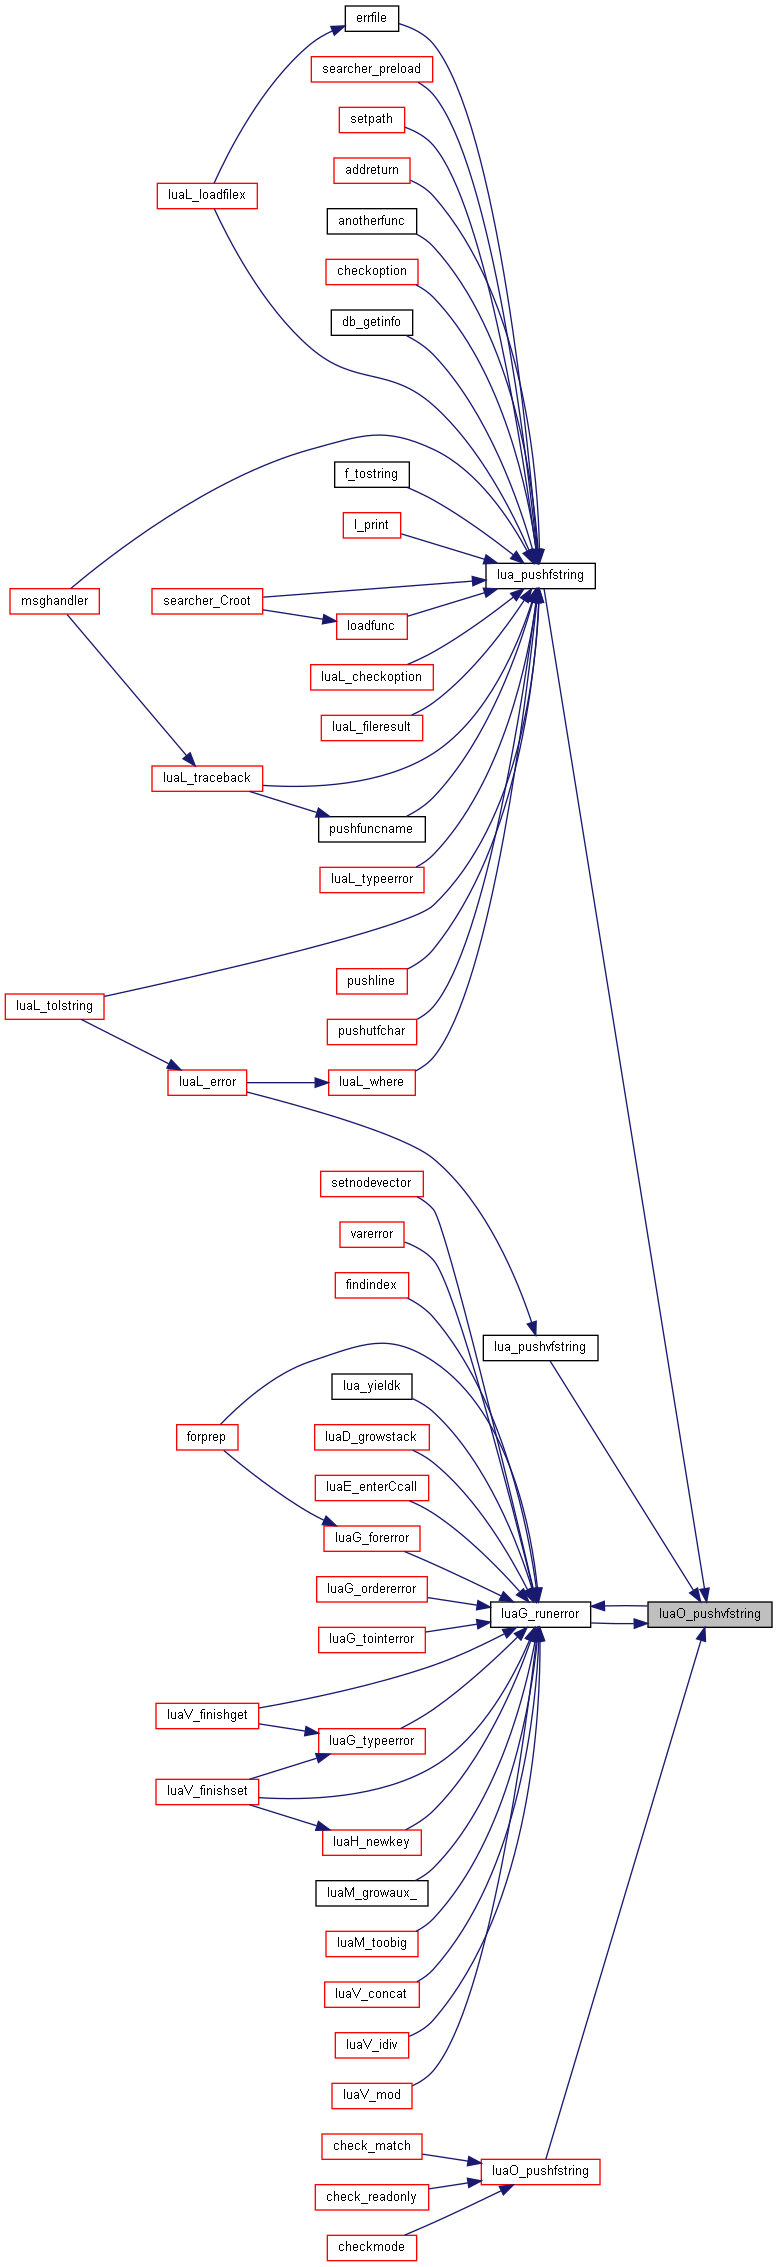 errfile
searcher_preload
setpath
addreturn
luaL_loadfilex
anotherfunc
checkoption
db_getinfo
f_tostring
l_print
lua_pushfstring
msghandler
searcher_Croot
loadfunc
luaL_checkoption
luaL_fileresult
luaL_traceback
pushfuncname
luaL_typeerror
pushline
luaL_tolstring
pushutfchar
luaL_error
luaL_where
setnodevector
varerror
findindex
lua_pushvfstring
lua_yieldk
forprep
luaD_growstack
luaE_enterCcall
luaG_forerror
luaG_ordererror
luaG_runerror
luaO_pushvfstring
luaG_tointerror
luaV_finishget
luaG_typeerror
luaV_finishset
luaH_newkey
luaM_growaux_
luaM_toobig
luaV_concat
luaV_idiv
luaV_mod
check_match
luaO_pushfstring
check_readonly
checkmode